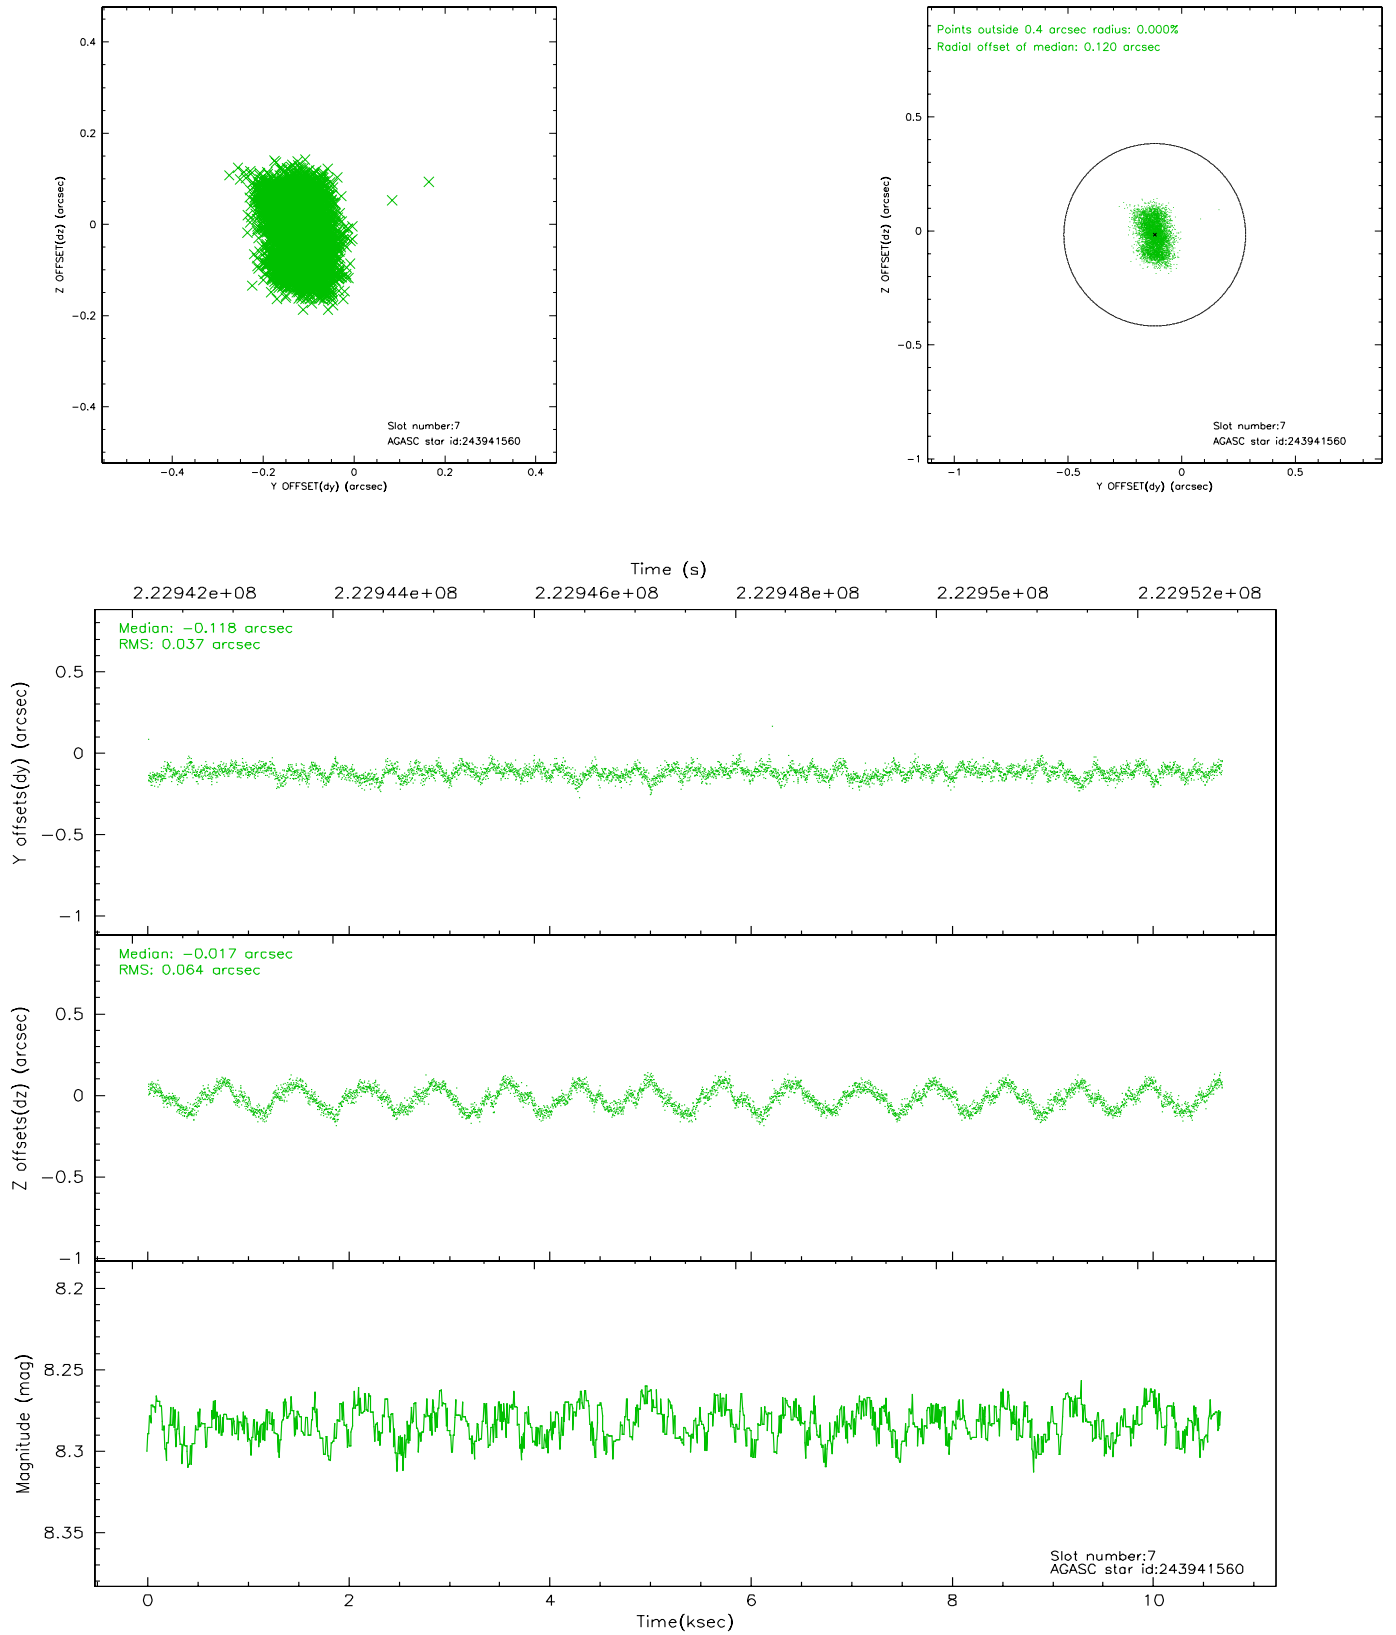 0.4
0.2
0
−0.2
−0.4
Z OFFSET(dz) (arcsec)
Slot number:7
AGASC star id:243941560
−0.4 −0.2 0 0.2 0.4
Y OFFSET(dy) (arcsec)
Points outside 0.4 arcsec radius: 0.000%
Radial offset of median: 0.120 arcsec
0.5
0
−0.5
−1
Z OFFSET(dz) (arcsec)
Slot number:7
AGASC star id:243941560
−1 −0.5 0 0.5
Y OFFSET(dy) (arcsec)
Time (s)
2.22942e+08 2.22944e+08 2.22946e+08 2.22948e+08 2.2295e+08 2.22952e+08
Median: −0.118 arcsec
RMS: 0.037 arcsec
0.5
0
−0.5
−1
Y offsets(dy) (arcsec)
Median: −0.017 arcsec
RMS: 0.064 arcsec
0.5
0
−0.5
−1
Z offsets(dz) (arcsec)
8.2
8.25
8.3
8.35
Magnitude (mag)
Slot number:7
AGASC star id:243941560
0 2 4 6 8 10
Time(ksec)